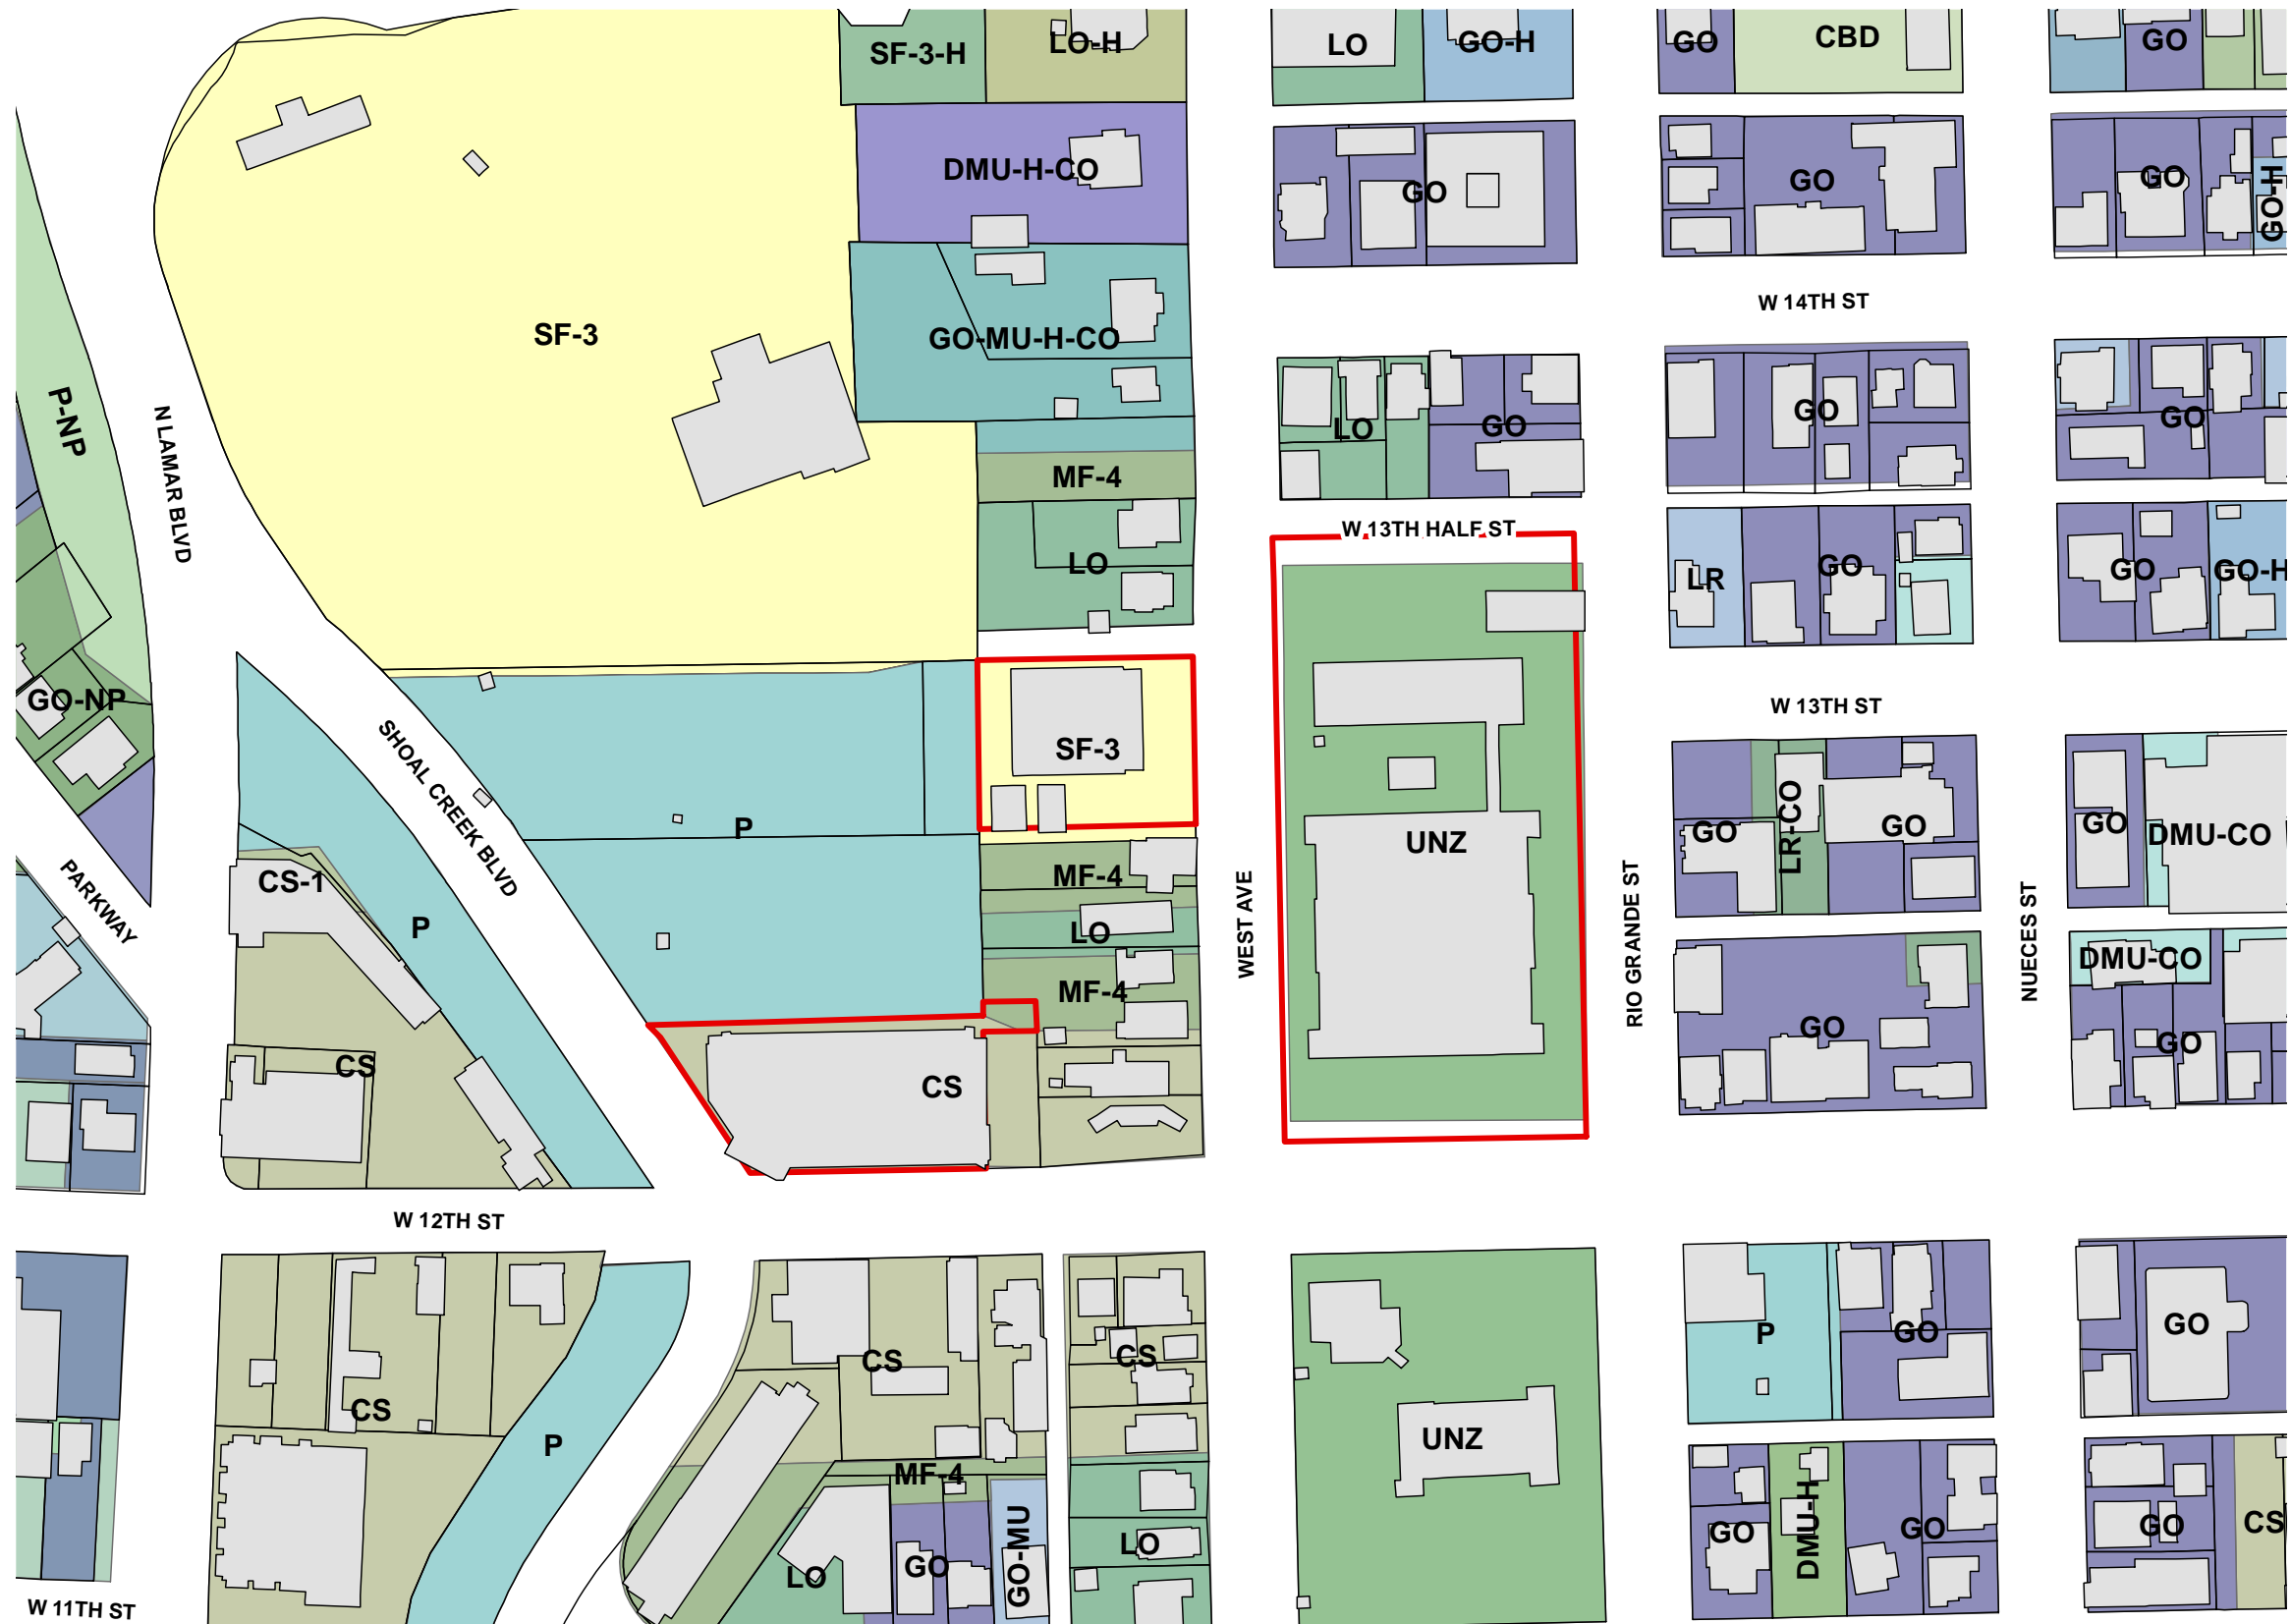 SF-3-H
LO-H
LO
GO-H
GO
CBD
GO
DMU-H-CO
GO
GO
GO
GO-H
W 14TH ST
SF-3
GO-MU-H-CO
P-NP
N LAMAR BLVD
LO
GO
GO
GO
MF-4
W 13TH HALF ST
LO
LR
GO
GO
GO-H
GO-NP
W 13TH ST
SHOAL CREEK BLVD
SF-3
P
UNZ
GO
LR-CO
GO
GO
DMU-CO
CS-1
PARKWAY
P
MF-4
LO
WEST AVE
RIO GRANDE ST
NUECES ST
DMU-CO
MF-4
GO
GO
CS
CS
W 12TH ST
CS
CS
CS
P
GO
GO
P
UNZ
MF-4
GO-MU
LO
GO
LO
GO
DMU-H
GO
GO
CS
W 11TH ST